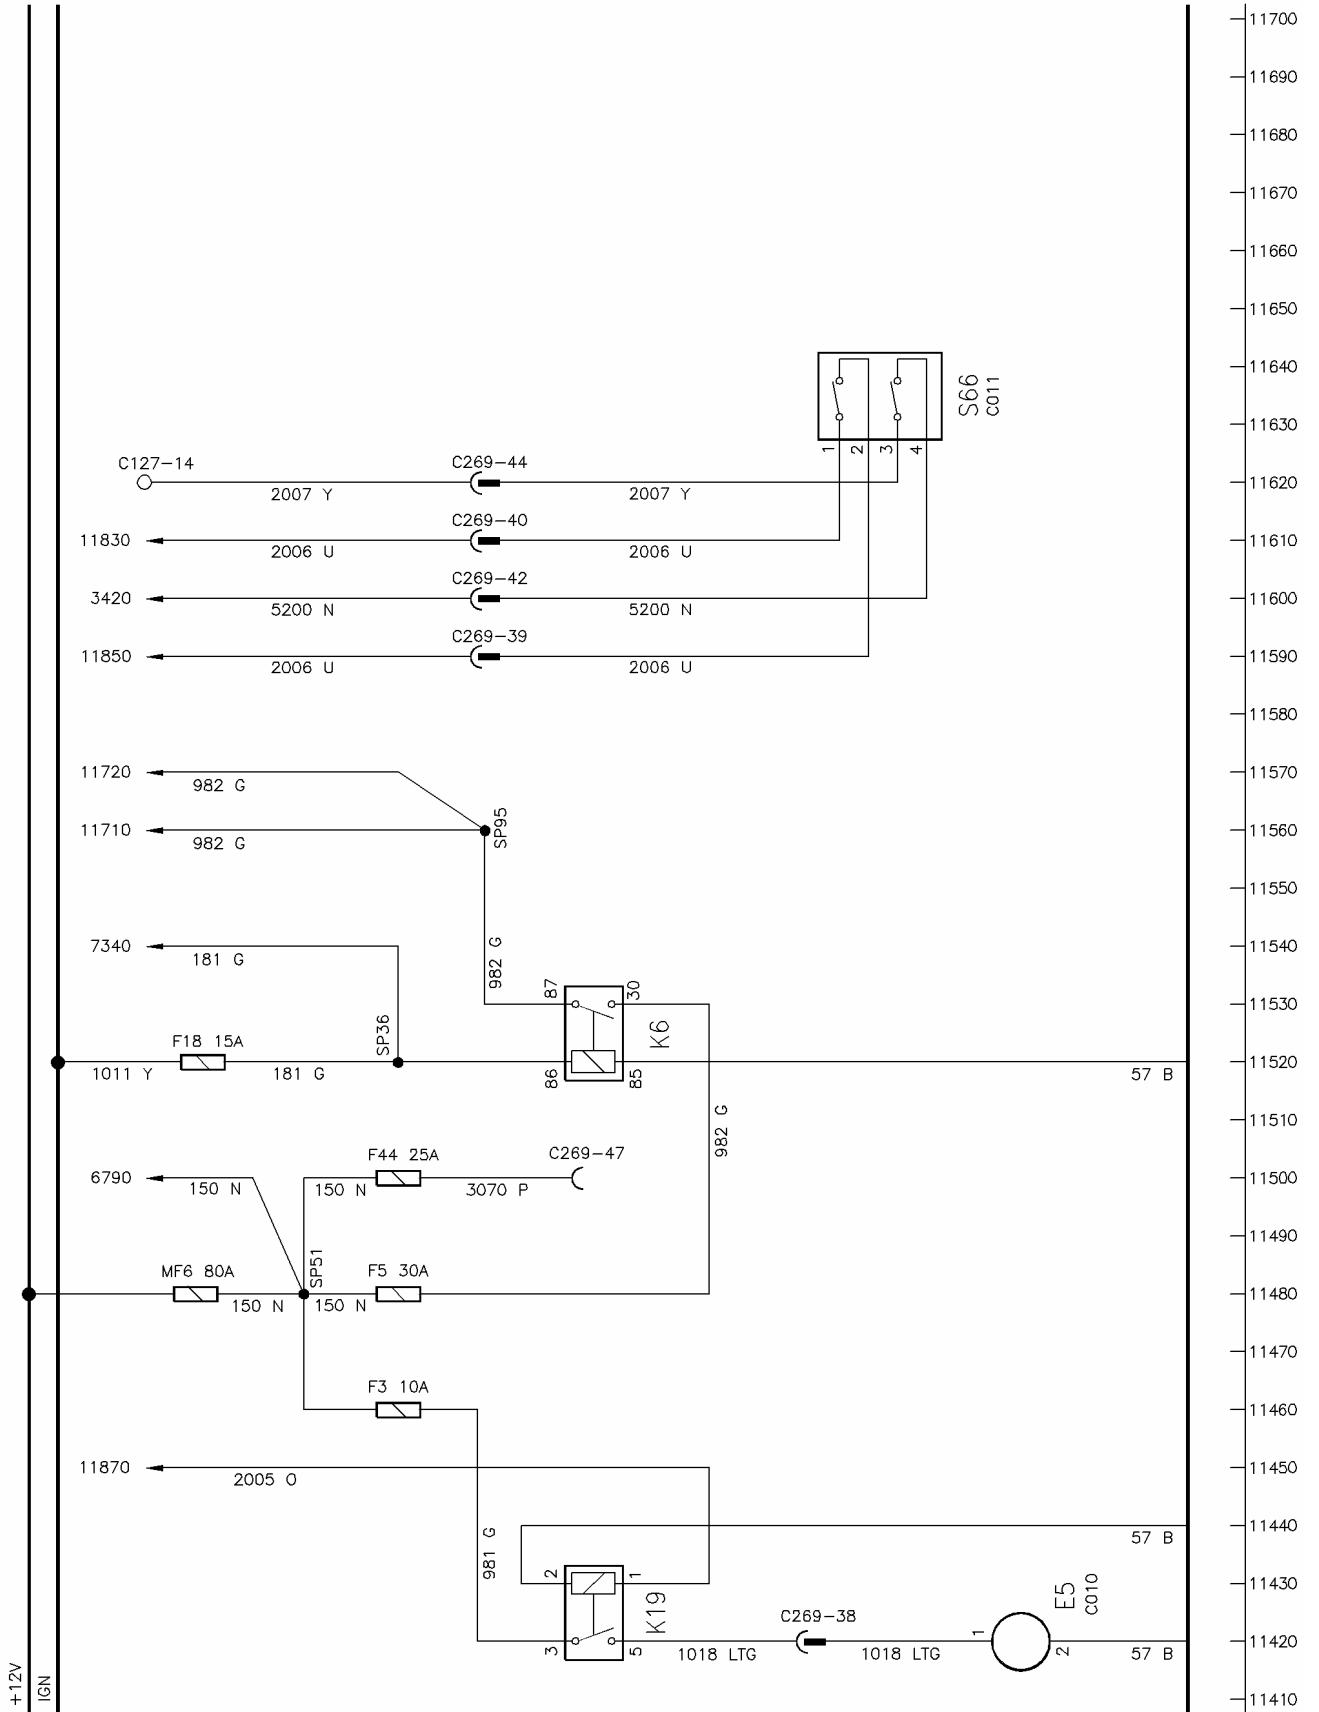 11700
11690
11680
11670
11660
11650
11640
S66
C011
11630
1
2
3
4
C127-14
C269-44
11620
2007 Y
2007 Y
C269-40
11830
11610
2006 U
2006 U
C269-42
3420
11600
5200 N
5200 N
C269-39
11850
11590
2006 U
2006 U
11580
11720
11570
982 G
SP95
11710
11560
982 G
11550
7340
11540
181 G
982 G
87
30
11530
K6
SP36
F18 15A
11520
1011 Y
181 G
86
85
57 B
11510
982 G
F44 25A
C269-47
6790
11500
150 N
150 N
3070 P
11490
SP51
MF6 80A
F5 30A
11480
150 N
150 N
11470
F3 10A
11460
11870
11450
2005 O
11440
981 G
57 B
2
1
11430
K19
E5
C010
C269-38
11420
3
5
1018 LTG
1018 LTG
1
2
57 B
+12V
IGN
11410